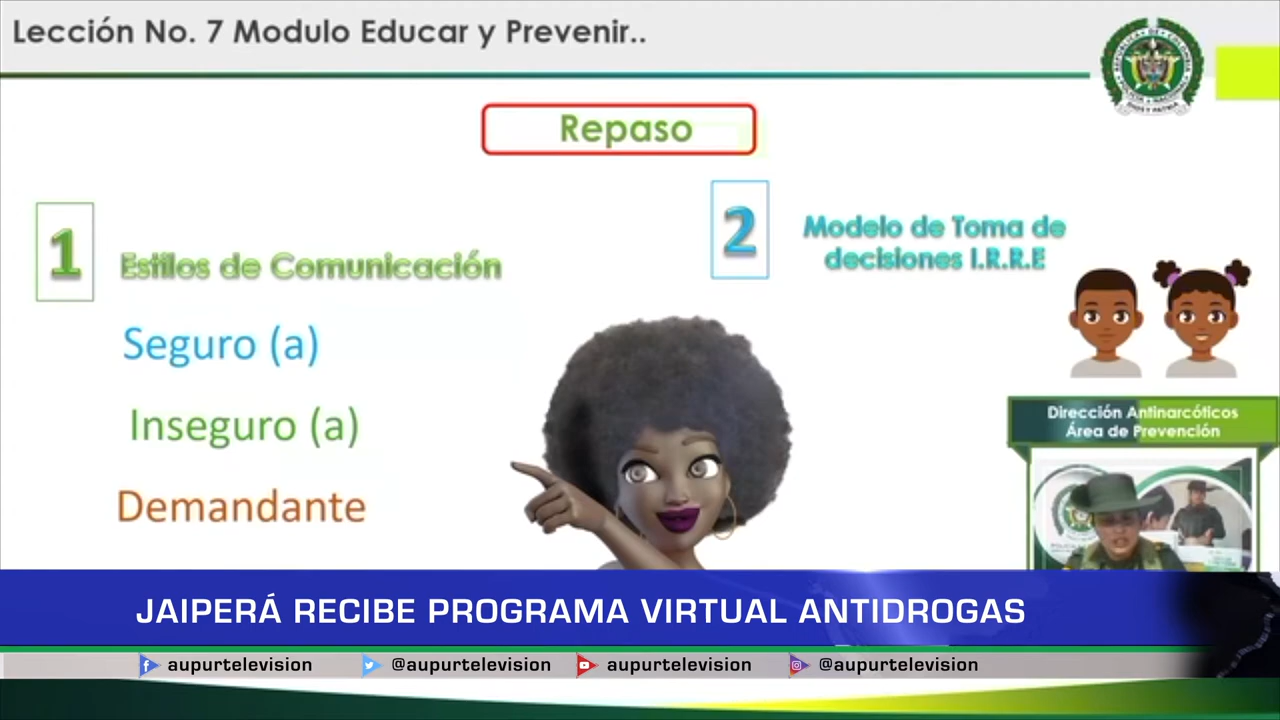 Lección No. 7 Modulo Educar y Prevenir..
Repaso
1
Estilos de Comunicación
Seguro (a)
Inseguro (a)
Demandante
2
Modelo de Toma de
decisiones I.R.R.E
Dirección Antinarcóticos
Área de Prevención
JAIPERÁ RECIBE PROGRAMA VIRTUAL ANTIDROGAS
aupurtelevision
@aupurtelevision
aupurtelevision
@aupurtelevision